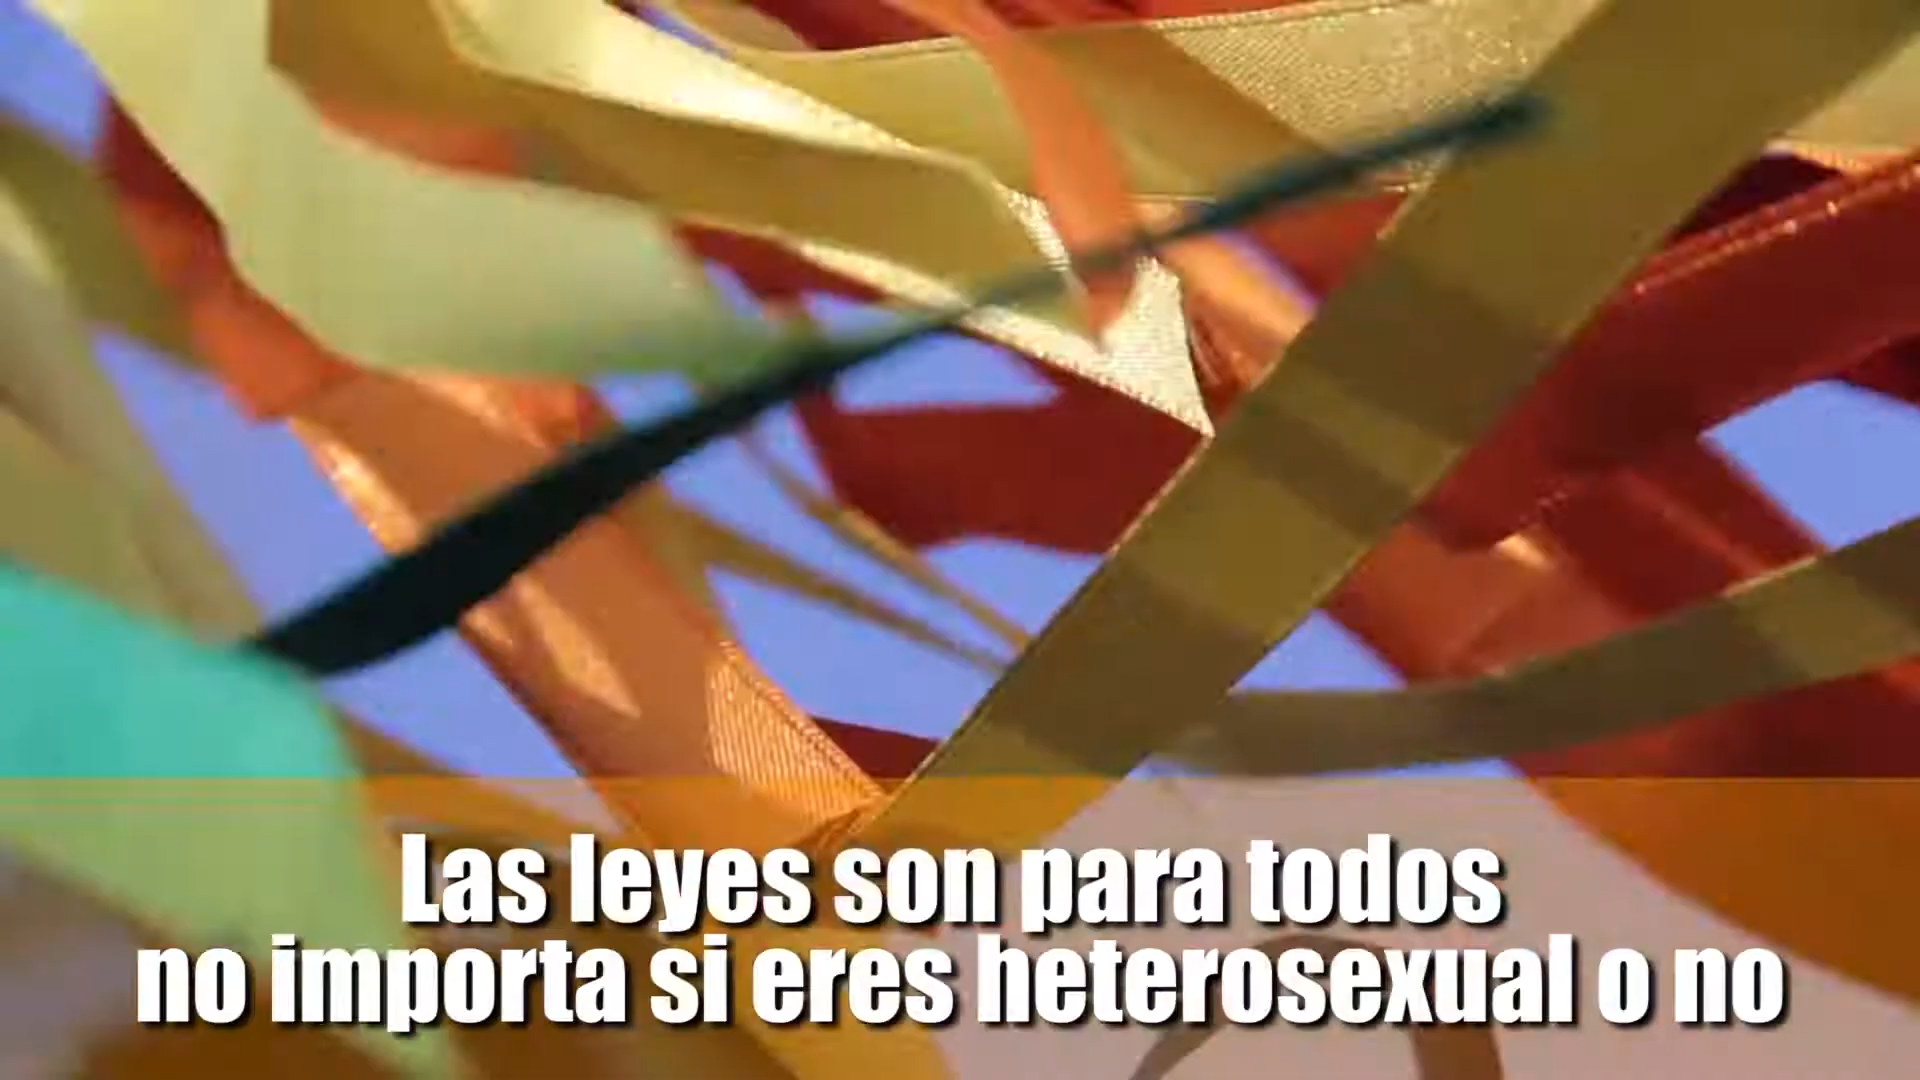 Las leyes son para todos
no importa si eres heterosexual o no